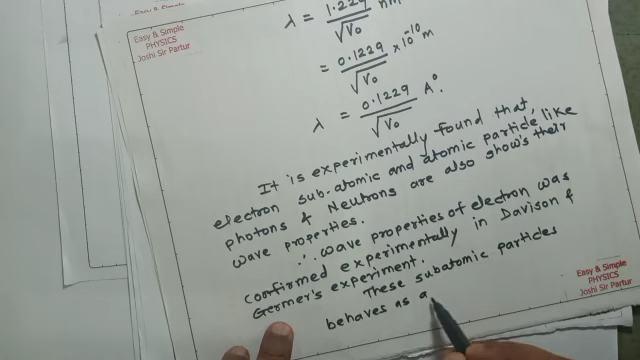 Easy & Simple
PHYSICS
Joshi Sir Partur
λ = 1.229 / √V₀ nm
= 0.1229 / √V₀ × 10⁻¹⁰ m
λ = 0.1229 / √V₀ A°
It is experimentally found that,
electron sub-atomic and atomic particle like
photons & Neutrons are also show's their
wave properties.
∴ wave properties of electron was
confirmed experimentally in Davison &
Germer's experiment.
These subatomic particles
behaves as a
Easy & Simple
PHYSICS
Joshi Sir Partur